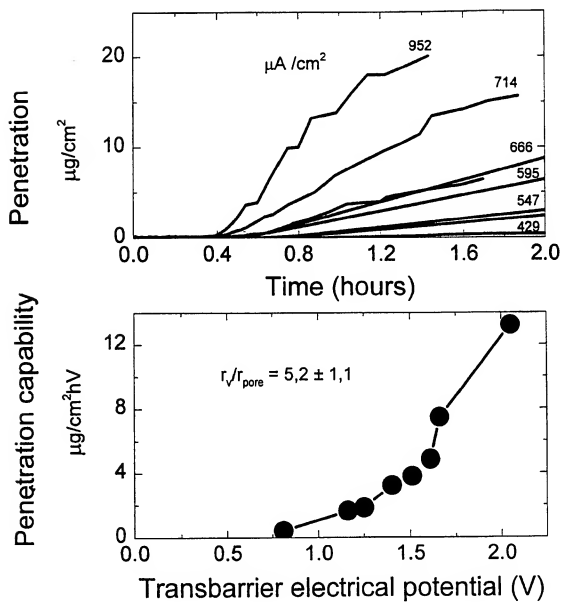 20
10
0
Penetration
µg/cm²
µA /cm²
952
714
666
595
547
429
0.0 0.4 0.8 1.2 1.6 2.0
Time (hours)
12
8
4
0
Penetration capability
µg/cm²hV
rᵥ/rₚₒᵣₑ = 5,2 ± 1,1
0.0 0.5 1.0 1.5 2.0
Transbarrier electrical potential (V)